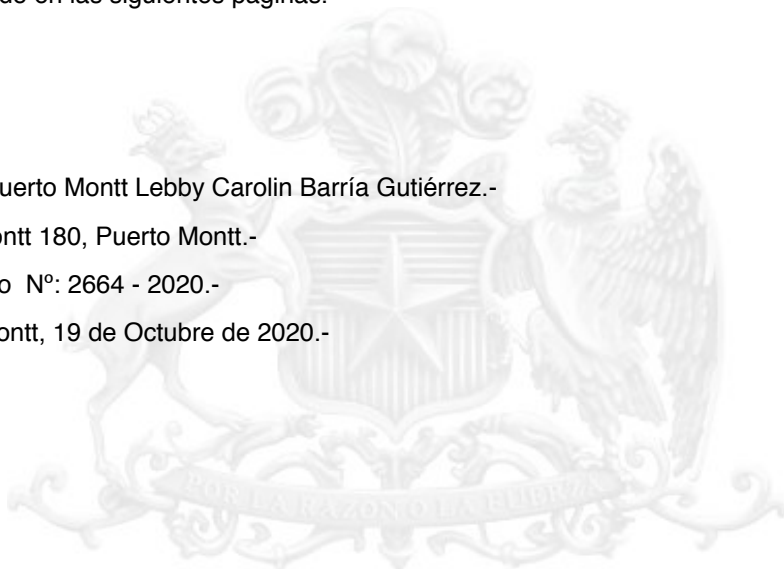 do en las siguientes páginas.
uerto Montt Lebby Carolin Barría Gutiérrez.-
ontt 180, Puerto Montt.-
o Nº: 2664 - 2020.-
ontt, 19 de Octubre de 2020.-
POR LA RAZON O LA FUERZA